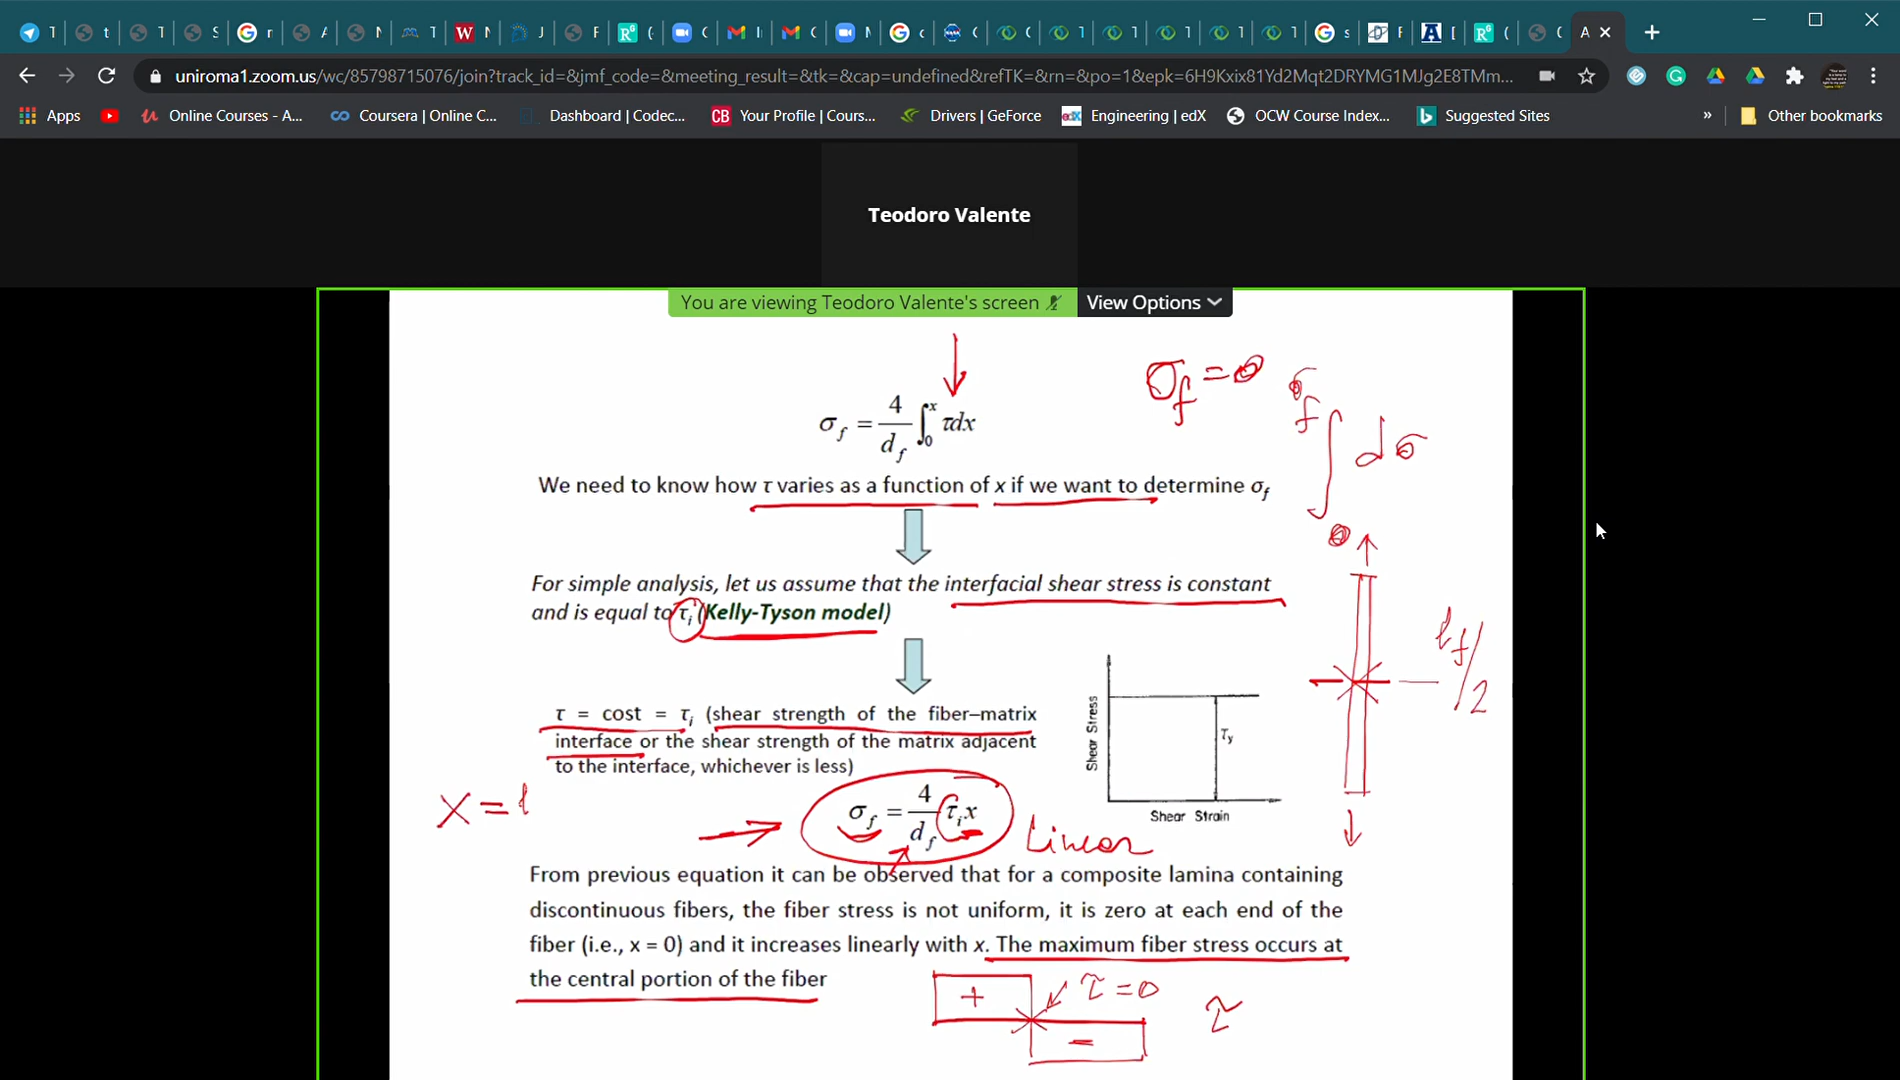 uniroma1.zoom.us/wc/85798715076/join?track_id=&jmf_code=&meeting_result=&tk=&cap=undefined&refTK=&rn=&po=1&epk=6H9Kxix81Yd2Mqt2DRYMG1MJg2E8TMm...
Apps Online Courses - A... Coursera | Online C... Dashboard | Codec... Your Profile | Cours... Drivers | GeForce Engineering | edX OCW Course Index... Suggested Sites » Other bookmarks
Teodoro Valente
You are viewing Teodoro Valente's screen View Options
σf = 0
σf ∫ dσ
0
σf = 4/df ∫₀ˣ τdx
We need to know how τ varies as a function of x if we want to determine σf
For simple analysis, let us assume that the interfacial shear stress is constant
and is equal to τi (Kelly-Tyson model)
lf/2
τ = cost = τi (shear strength of the fiber–matrix
interface or the shear strength of the matrix adjacent
to the interface, whichever is less)
Shear Stress
τy
Shear Strain
X = l
σf = 4/df τi x
Linear
From previous equation it can be observed that for a composite lamina containing
discontinuous fibers, the fiber stress is not uniform, it is zero at each end of the
fiber (i.e., x = 0) and it increases linearly with x. The maximum fiber stress occurs at
the central portion of the fiber
+ τ = 0 τ
−